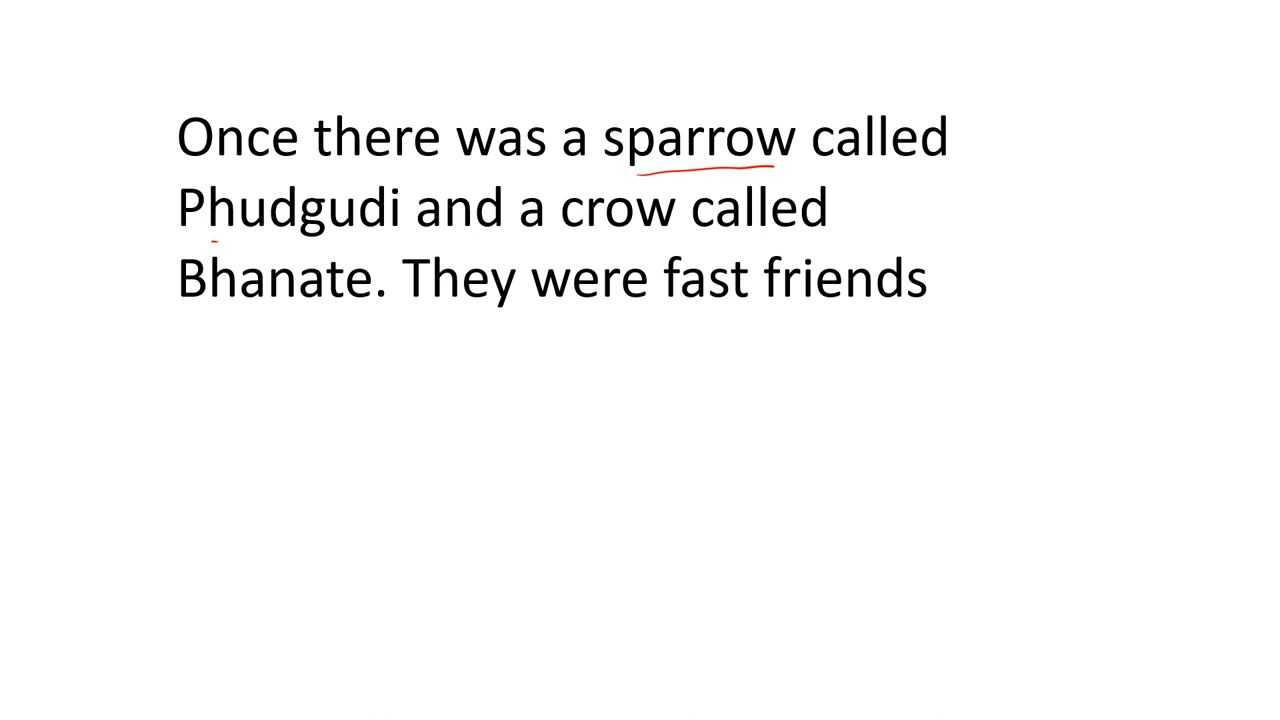 Once there was a sparrow called
Phudgudi and a crow called
Bhanate. They were fast friends